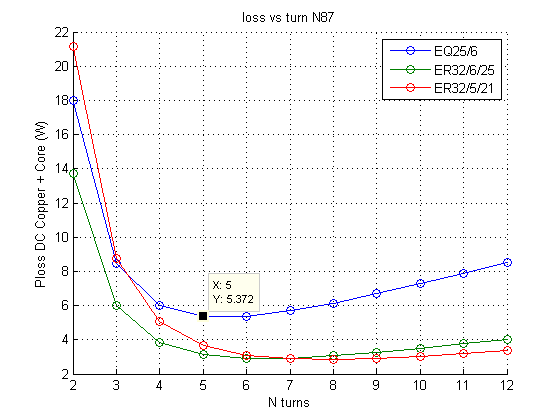 loss vs turn N87
Ploss DC Copper + Core (W)
22
20
18
16
14
12
10
8
6
4
2
EQ25/6
ER32/6/25
ER32/5/21
X: 5
Y: 5.372
2 3 4 5 6 7 8 9 10 11 12
N turns